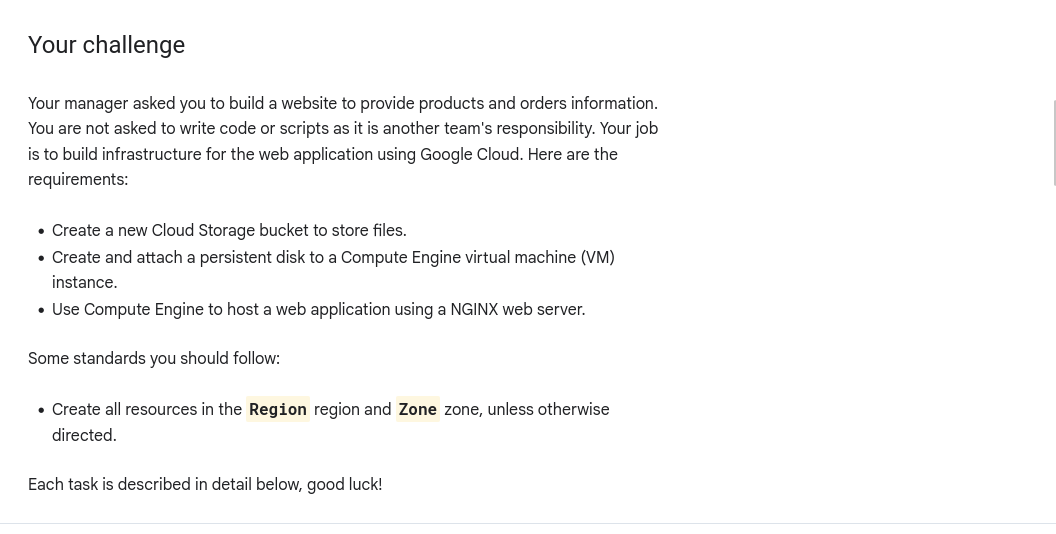 Your challenge
Your manager asked you to build a website to provide products and orders information.
You are not asked to write code or scripts as it is another team's responsibility. Your job
is to build infrastructure for the web application using Google Cloud. Here are the
requirements:
• Create a new Cloud Storage bucket to store files.
• Create and attach a persistent disk to a Compute Engine virtual machine (VM)
instance.
• Use Compute Engine to host a web application using a NGINX web server.
Some standards you should follow:
• Create all resources in the Region region and Zone zone, unless otherwise
directed.
Each task is described in detail below, good luck!